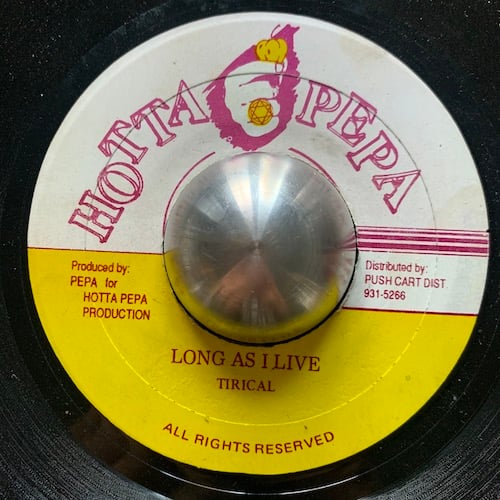 HOTTA PEPA
Produced by:
PEPA for
HOTTA PEPA
PRODUCTION
Distributed by:
PUSH CART DIST
931-5266
LONG AS I LIVE
TIRICAL
ALL RIGHTS RESERVED